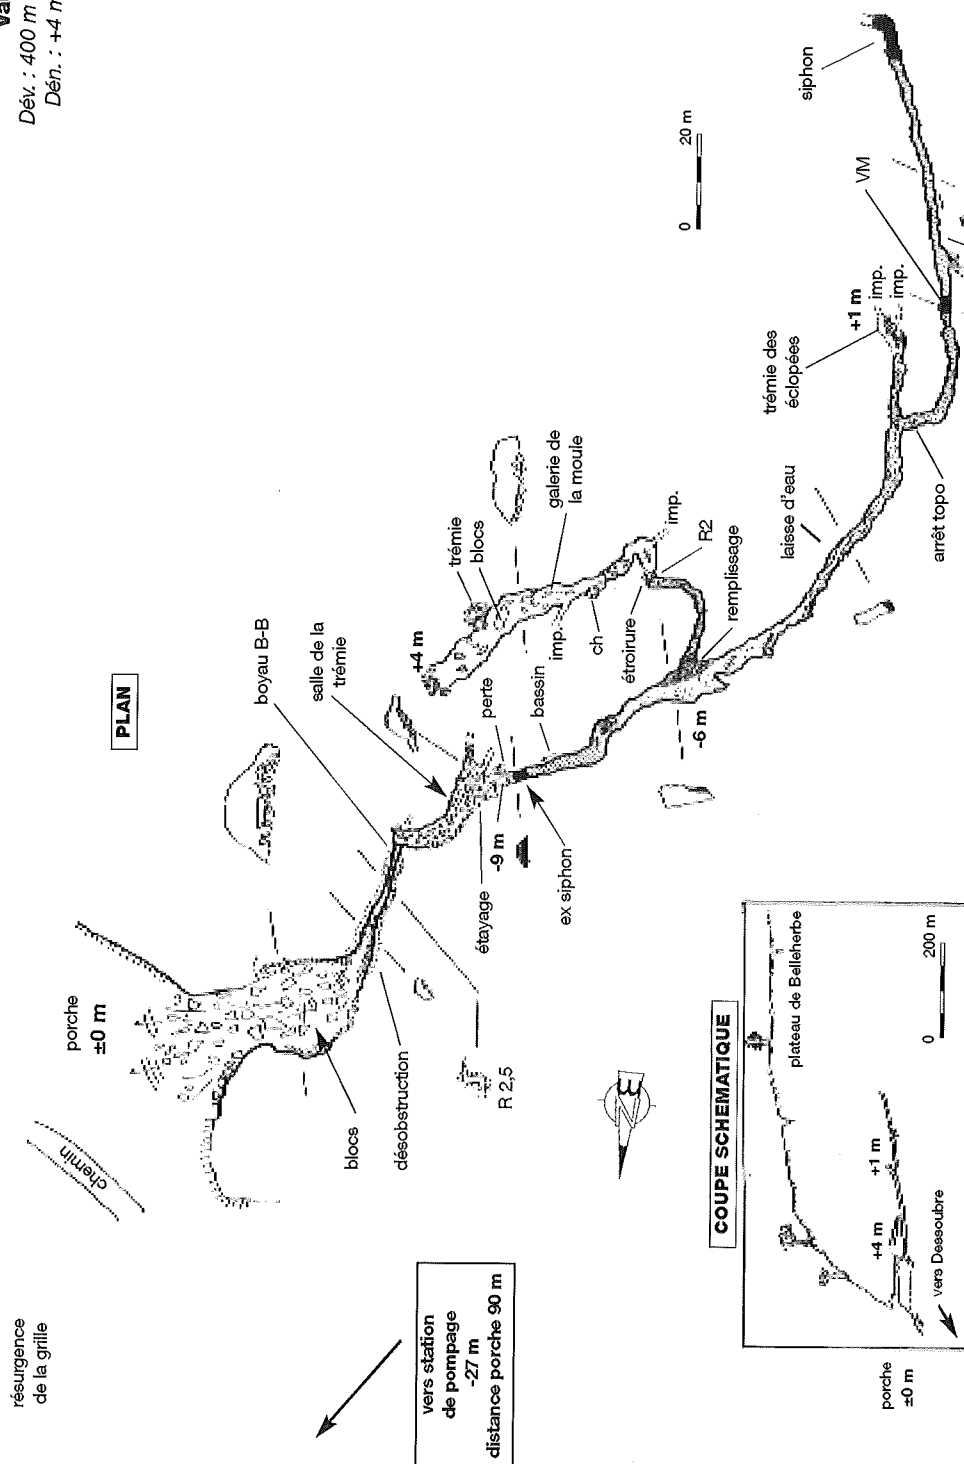 Dév. : 400 m
Dén. : +4 m
PLAN
résurgence
de la grille
chemin
porche
±0 m
boyau B-B
salle de la
trémie
trémie
blocs
galerie de
la moule
+4 m
perte
bassin
imp.
ch
imp.
étroirure
R2
remplissage
-6 m
étayage
-9 m
ex siphon
blocs
désobstruction
R 2,5
0
20 m
siphon
VM
trémie des
éclopées
+1 m
imp.
imp.
laisse d'eau
arrêt topo
vers station
de pompage
-27 m
distance porche 90 m
COUPE SCHEMATIQUE
plateau de Belleherbe
0
200 m
+4 m
+1 m
vers Dessoubre
porche
±0 m